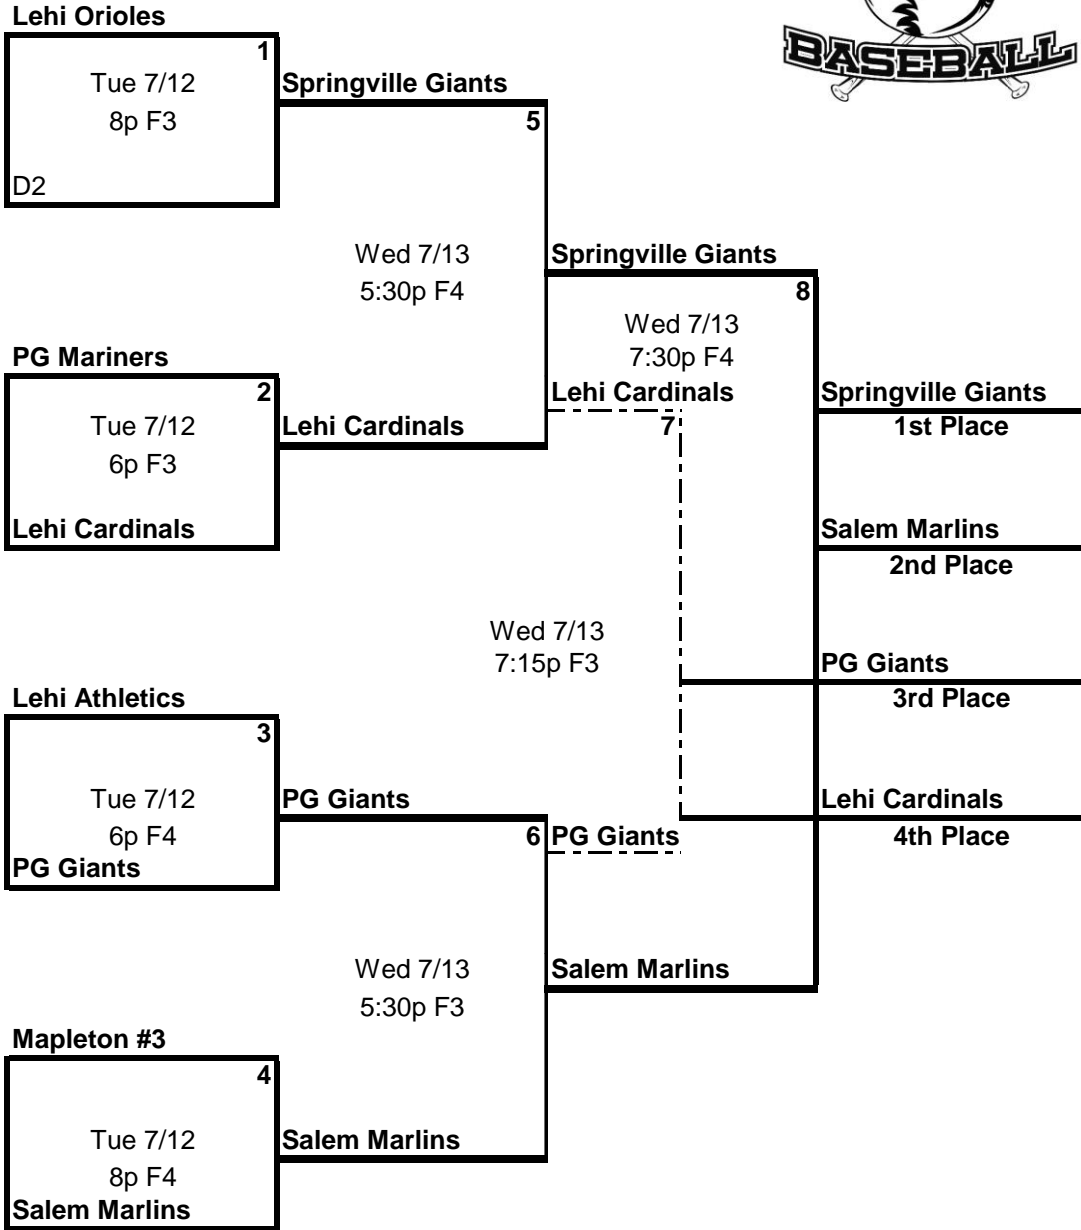 Lehi Orioles
BASEBALL
1
Tue 7/12
Springville Giants
8p F3
5
D2
Wed 7/13
Springville Giants
5:30p F4
8
Wed 7/13
PG Mariners
7:30p F4
2
Lehi Cardinals
Springville Giants
Tue 7/12
Lehi Cardinals
7
1st Place
6p F3
Lehi Cardinals
Salem Marlins
2nd Place
Wed 7/13
7:15p F3
PG Giants
Lehi Athletics
3rd Place
3
Tue 7/12
PG Giants
Lehi Cardinals
6p F4
6
PG Giants
4th Place
PG Giants
Wed 7/13
Salem Marlins
5:30p F3
Mapleton #3
4
Tue 7/12
Salem Marlins
8p F4
Salem Marlins